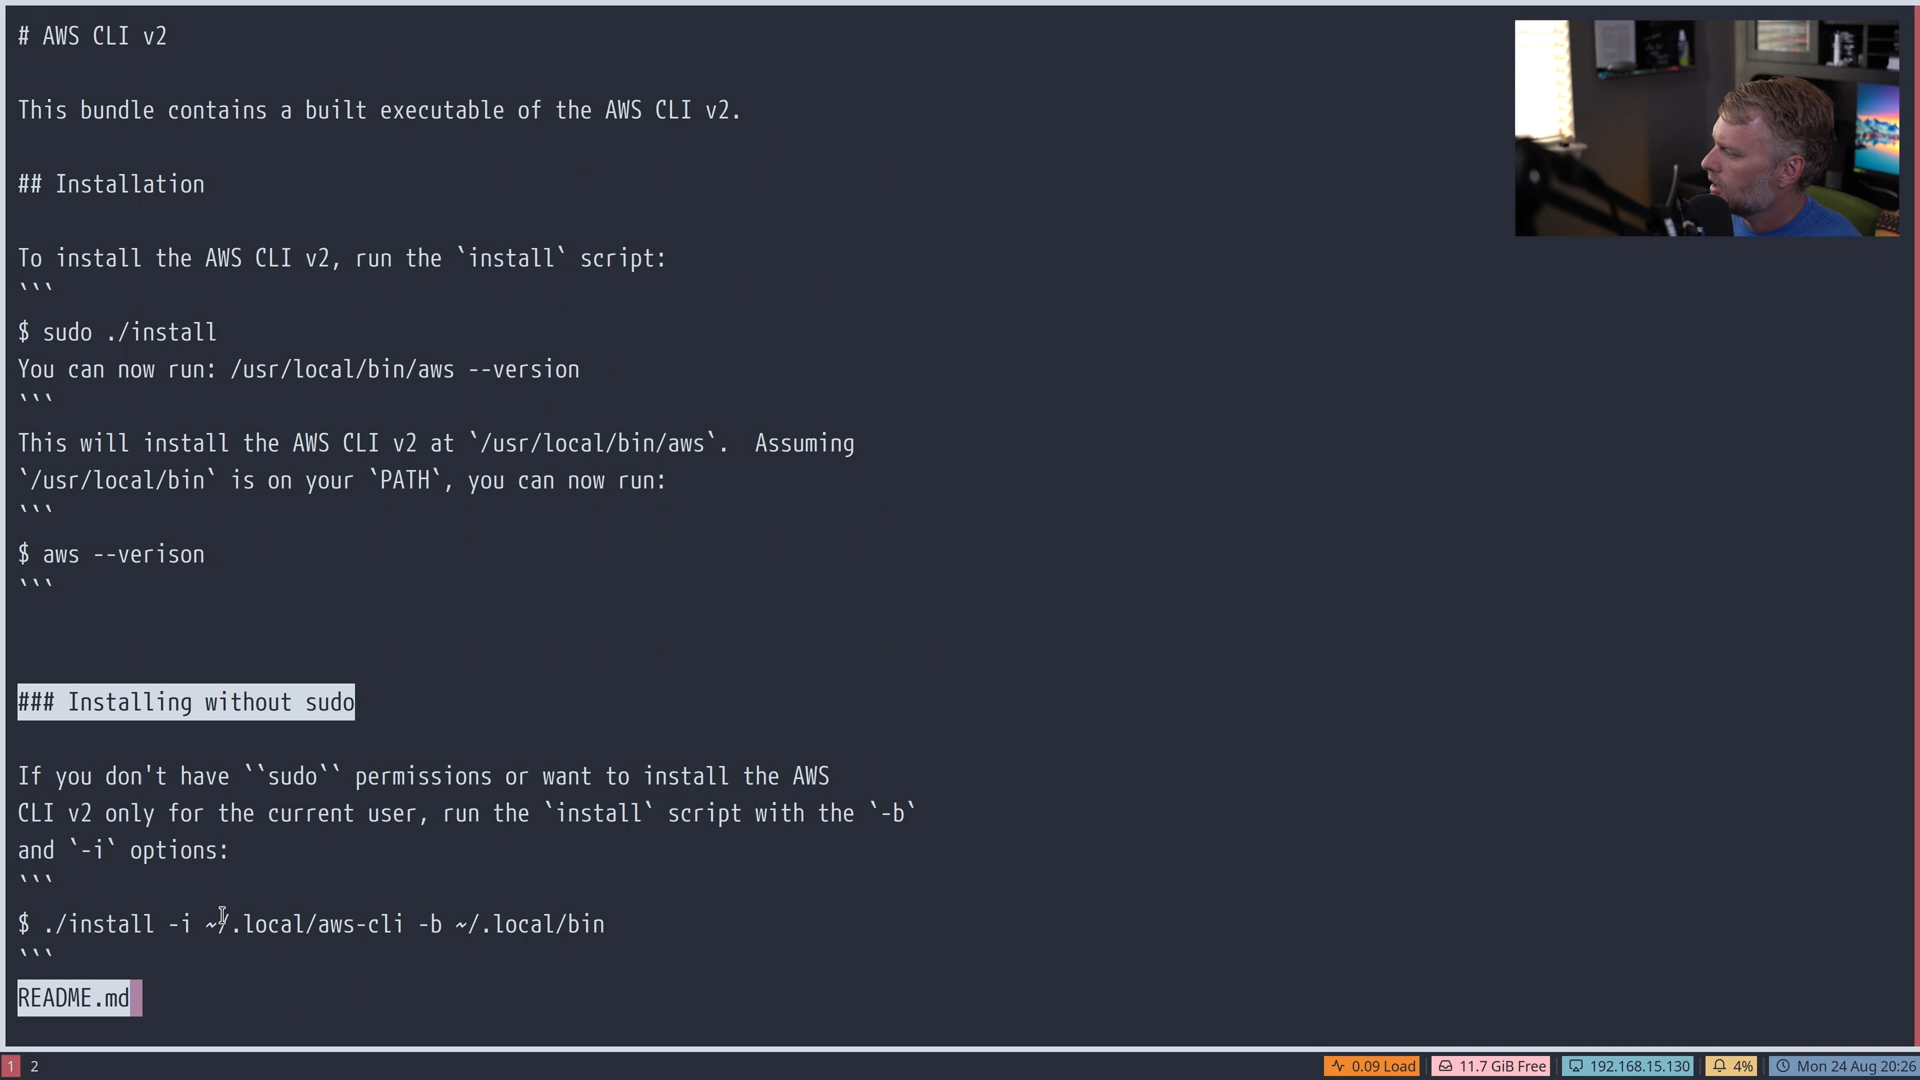 # AWS CLI v2
This bundle contains a built executable of the AWS CLI v2.
## Installation
To install the AWS CLI v2, run the `install` script:
```
$ sudo ./install
You can now run: /usr/local/bin/aws --version
```
This will install the AWS CLI v2 at `/usr/local/bin/aws`.  Assuming
`/usr/local/bin` is on your `PATH`, you can now run:
```
$ aws --verison
```
### Installing without sudo
If you don't have ``sudo`` permissions or want to install the AWS
CLI v2 only for the current user, run the `install` script with the `-b`
and `-i` options:
```
$ ./install -i ~/.local/aws-cli -b ~/.local/bin
```
README.md
1 2 0.09 Load 11.7 GiB Free 192.168.15.130 4% Mon 24 Aug 20:26